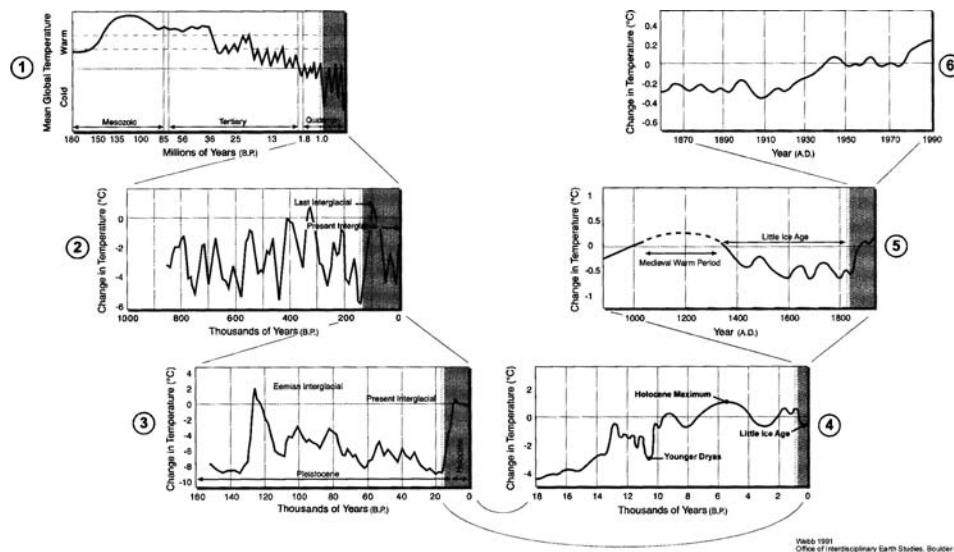 1
Mean Global Temperature
Cold
Warm
Mesozoic
Tertiary
180 150 135 100 85 56 40 26 13 1.8 1.0
Millions of Years (B.P.)
2
Change in Temperature (°C)
0
-2
-4
-6
Last Interglacial
Present Interglacial
1000 800 600 400 200 0
Thousands of Years (B.P.)
3
Change in Temperature (°C)
4
2
0
-2
-4
-6
-8
-10
Eemian Interglacial
Present Interglacial
Pleistocene
Holocene
160 140 120 100 80 60 40 20 0
Thousands of Years (B.P.)
6
Change in Temperature (°C)
0.4
0.2
0
-0.2
-0.4
-0.6
1870 1890 1910 1930 1950 1970 1990
Year (A.D.)
5
Change in Temperature (°C)
1
0.5
0
-0.5
-1
Little Ice Age
Medieval Warm Period
1000 1200 1400 1600 1800
Year (A.D.)
4
Change in Temperature (°C)
2
0
-2
-4
Holocene Maximum
Little Ice Age
Younger Dryas
18 16 14 12 10 8 6 4 2 0
Thousands of Years (B.P.)
Webb 1991
Office of Interdisciplinary Earth Studies, Boulder